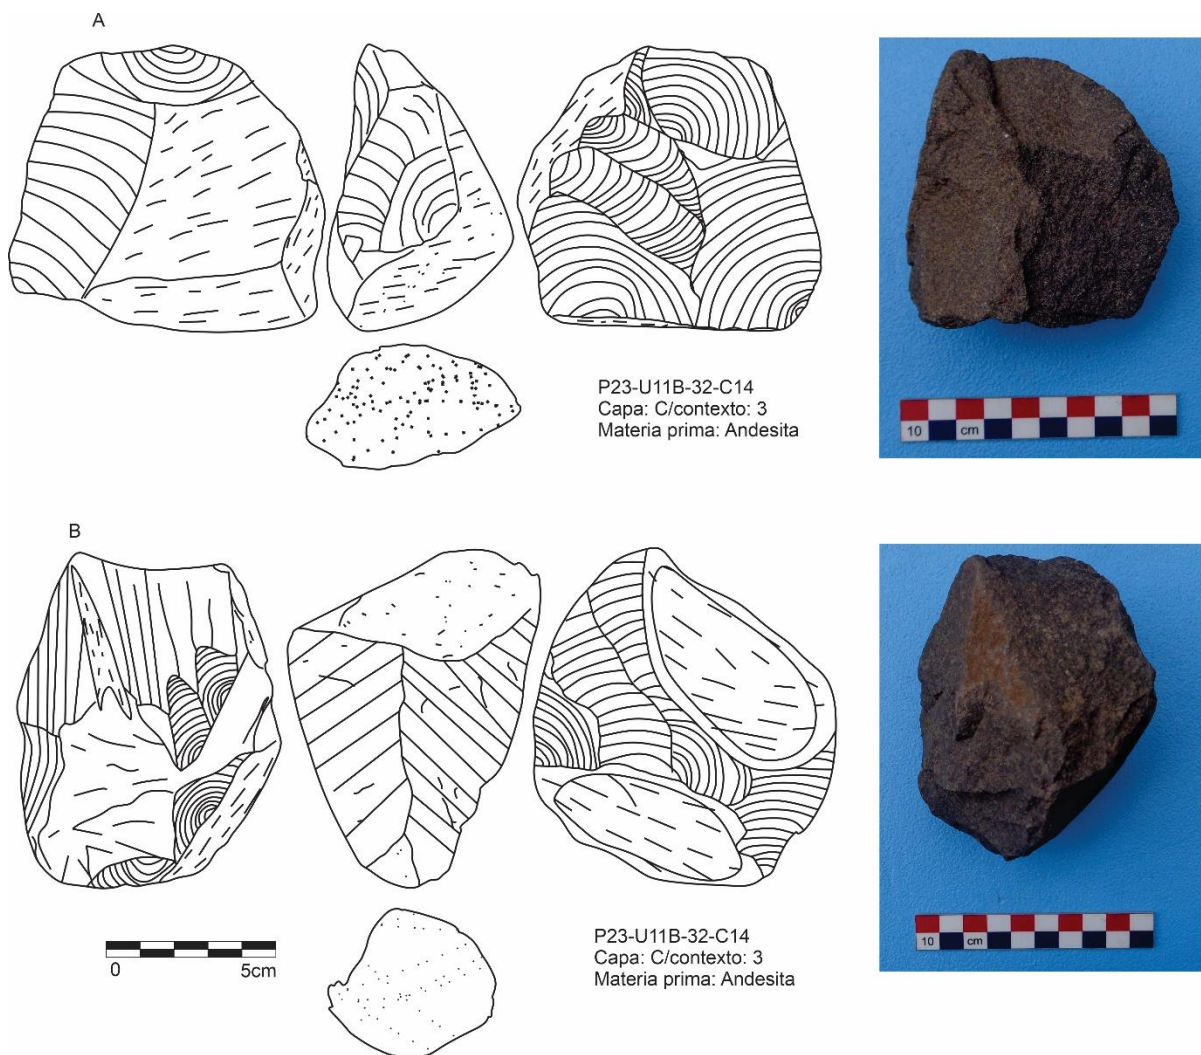 A
P23-U11B-32-C14
Capa: C/contexto: 3
Materia prima: Andesita
10 cm
B
0 5cm
P23-U11B-32-C14
Capa: C/contexto: 3
Materia prima: Andesita
10 cm